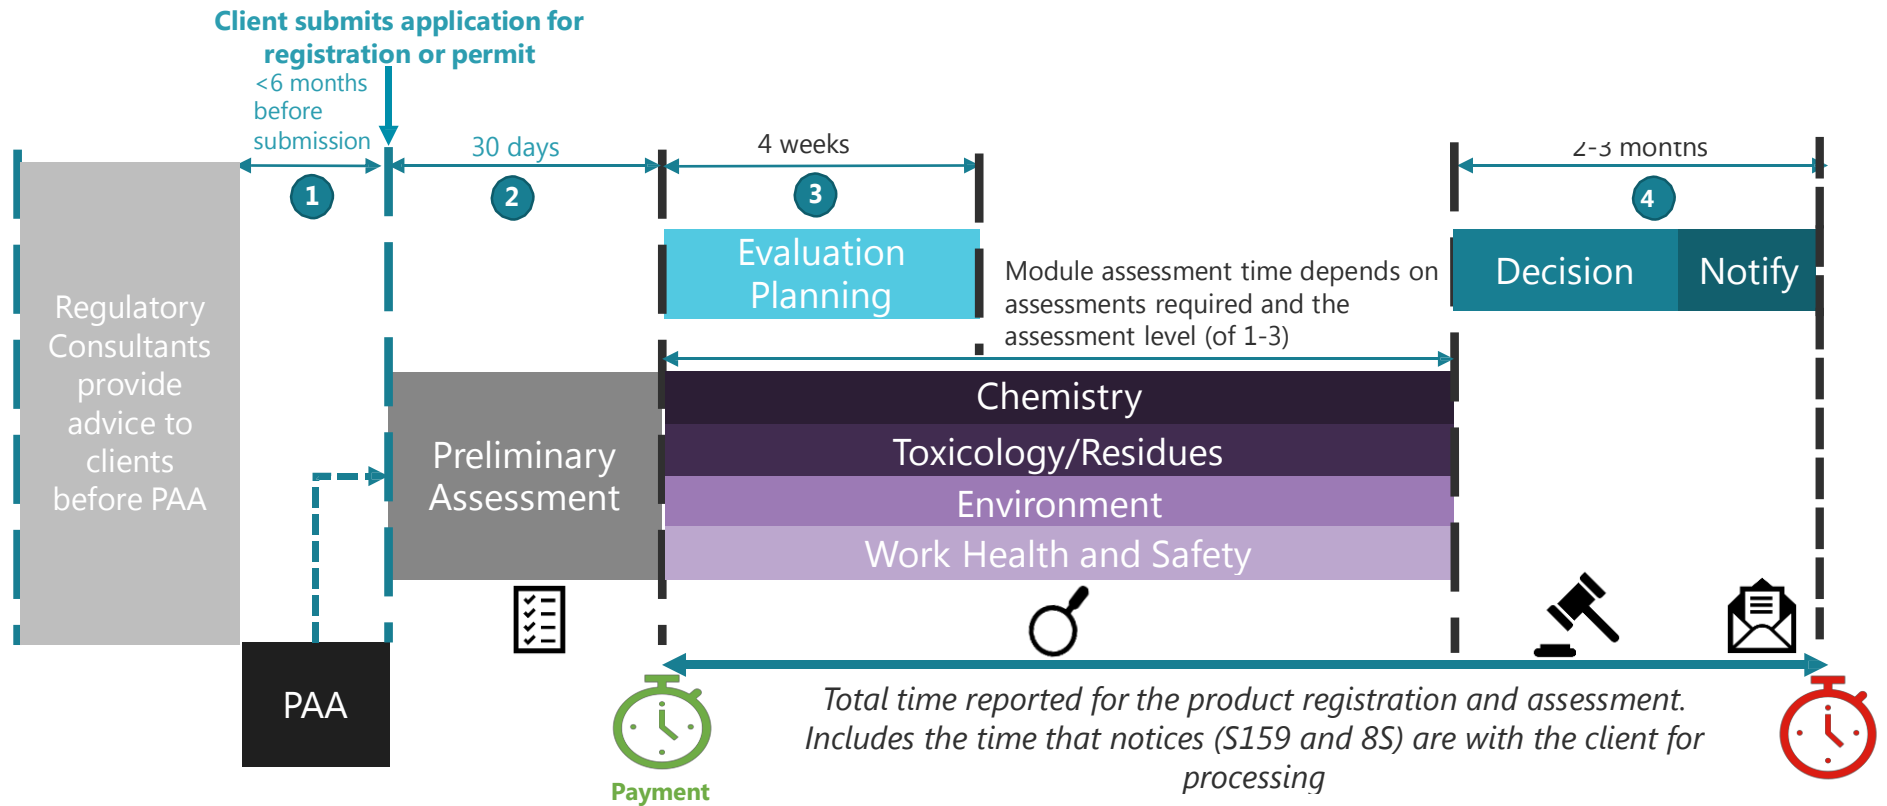 Client submits application for
registration or permit
<6 months
before
submission
30 days
4 weeks
2-3 months
1
2
3
4
Evaluation
Planning
Module assessment time depends on
assessments required and the
assessment level (of 1-3)
Decision
Notify
Regulatory
Consultants
provide
advice to
clients
before PAA
Preliminary
Assessment
Chemistry
Toxicology/Residues
Environment
Work Health and Safety
PAA
Payment
Total time reported for the product registration and assessment.
Includes the time that notices (S159 and 8S) are with the client for
processing